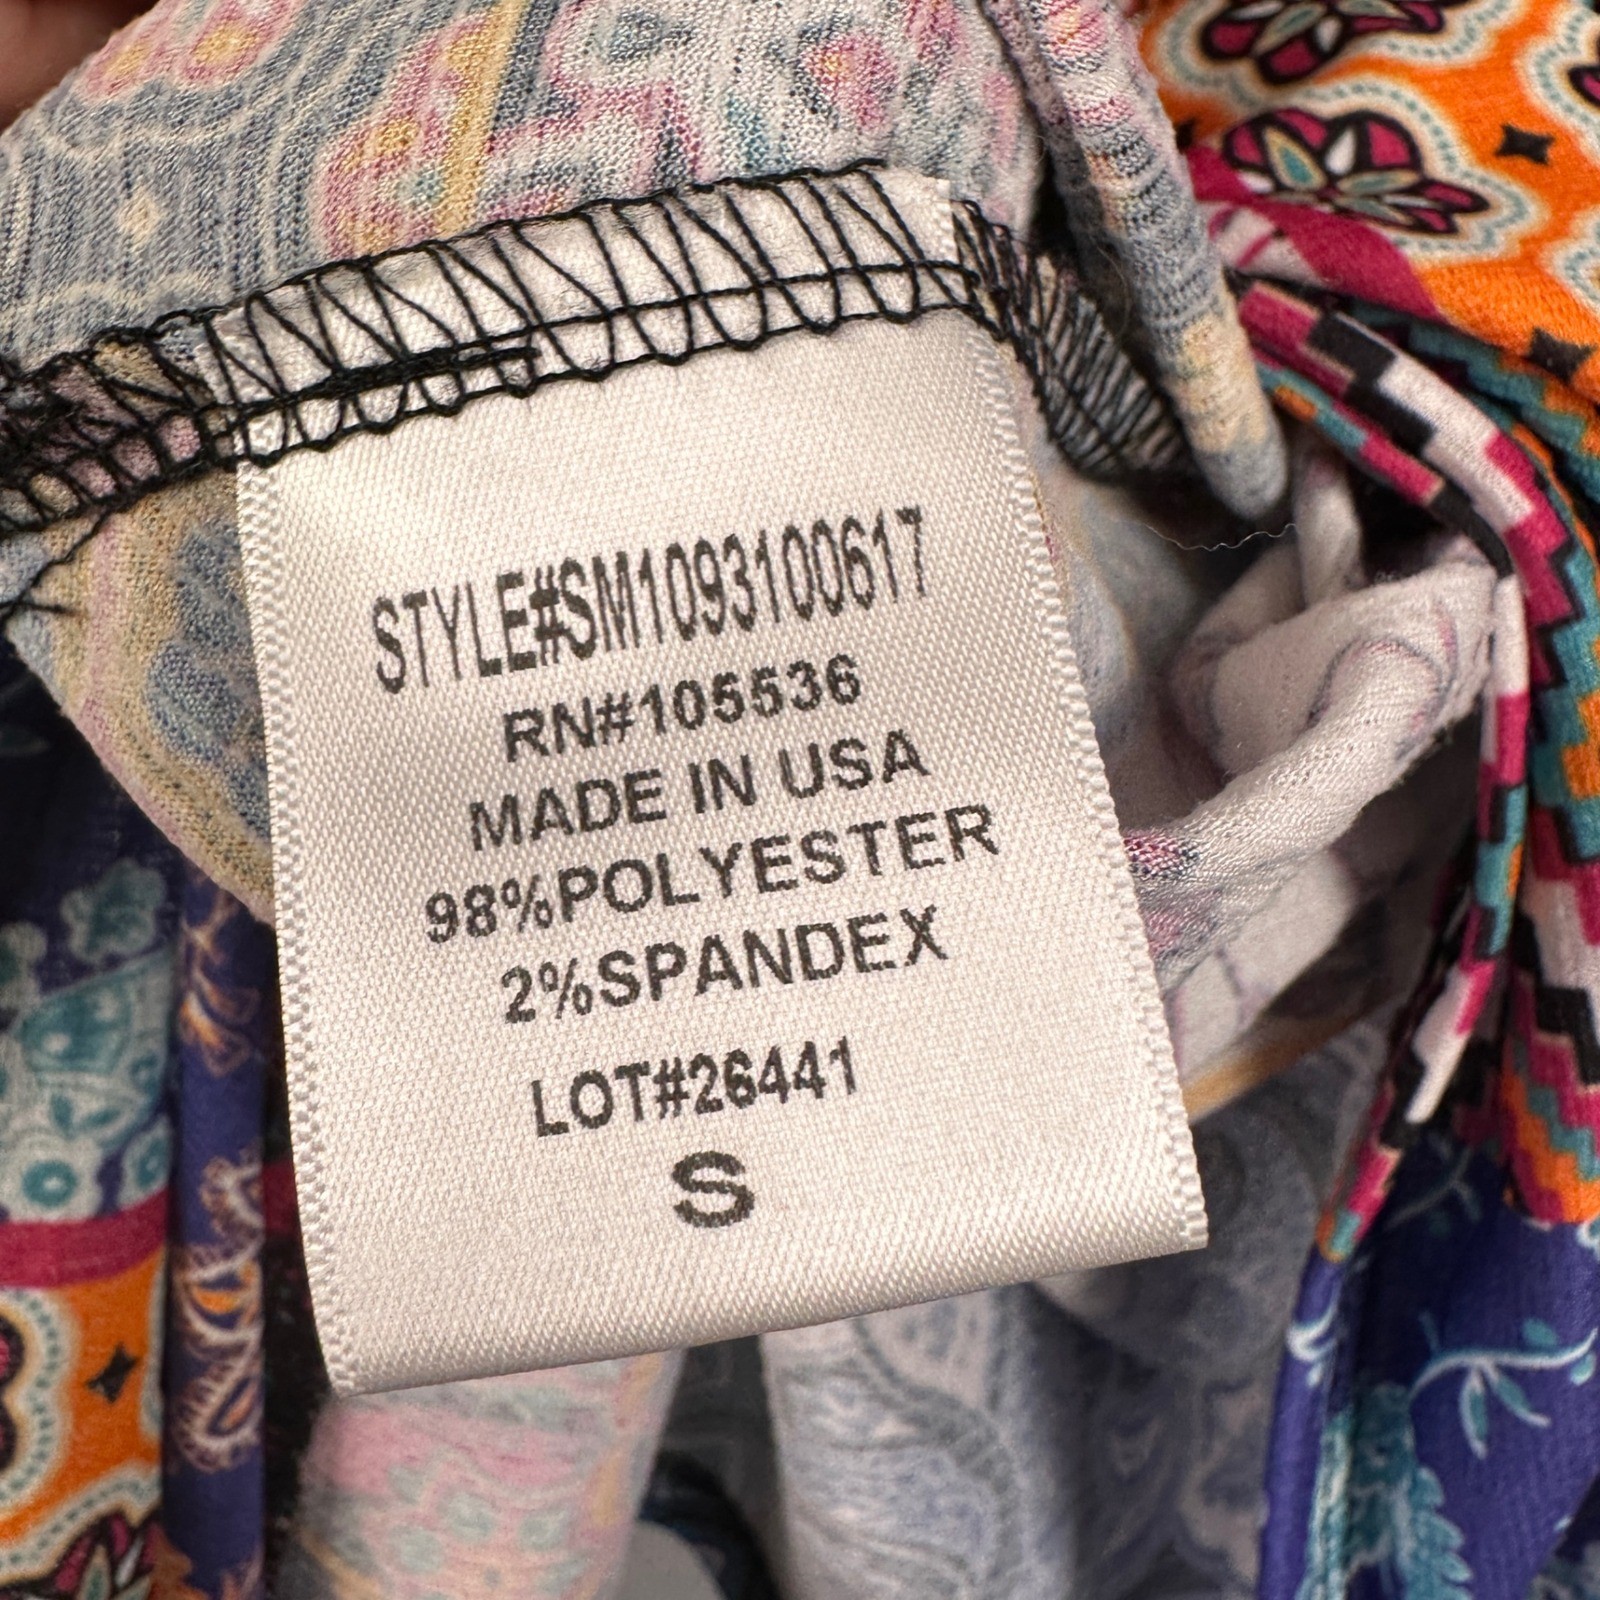 STYLE#SM1093100617
RN#105536
MADE IN USA
98%POLYESTER
2%SPANDEX
LOT#26441
S